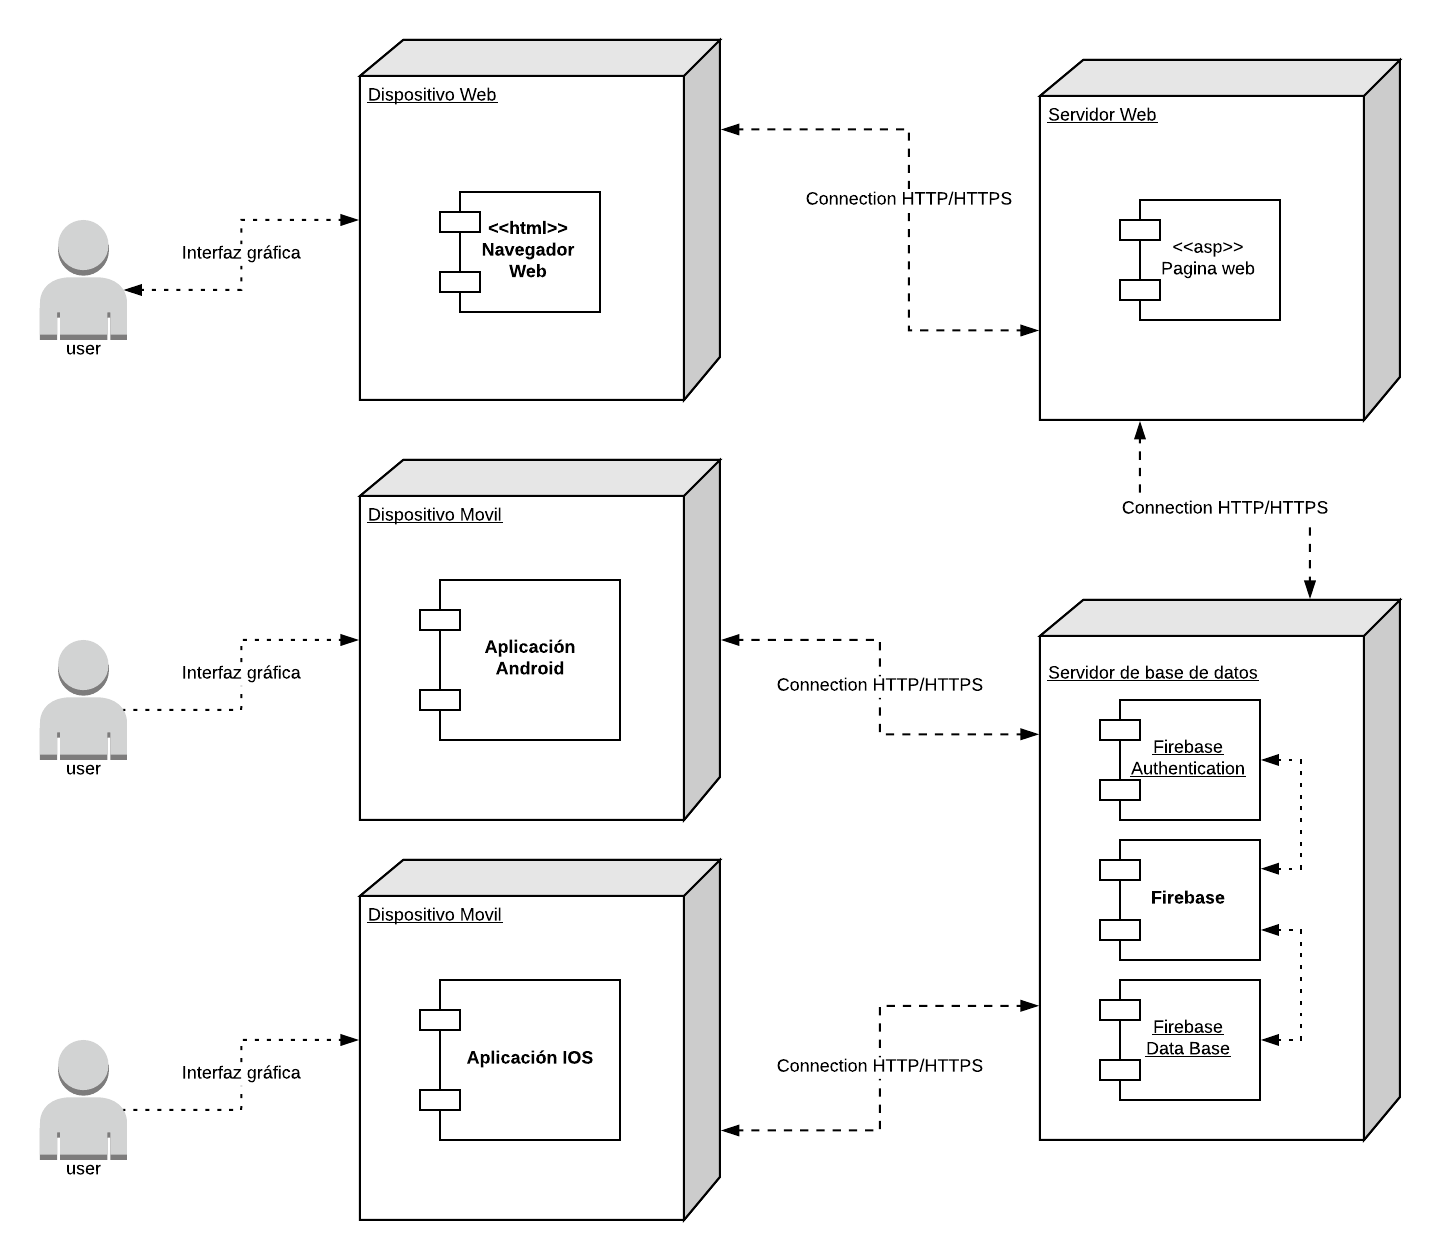 Dispositivo Web
<<html>>
Navegador
Web
Interfaz gráfica
user
Connection HTTP/HTTPS
Servidor Web
<<asp>>
Pagina web
Connection HTTP/HTTPS
Dispositivo Movil
Aplicación
Android
Interfaz gráfica
user
Connection HTTP/HTTPS
Servidor de base de datos
Firebase
Authentication
Firebase
Firebase
Data Base
Dispositivo Movil
Aplicación IOS
Interfaz gráfica
user
Connection HTTP/HTTPS